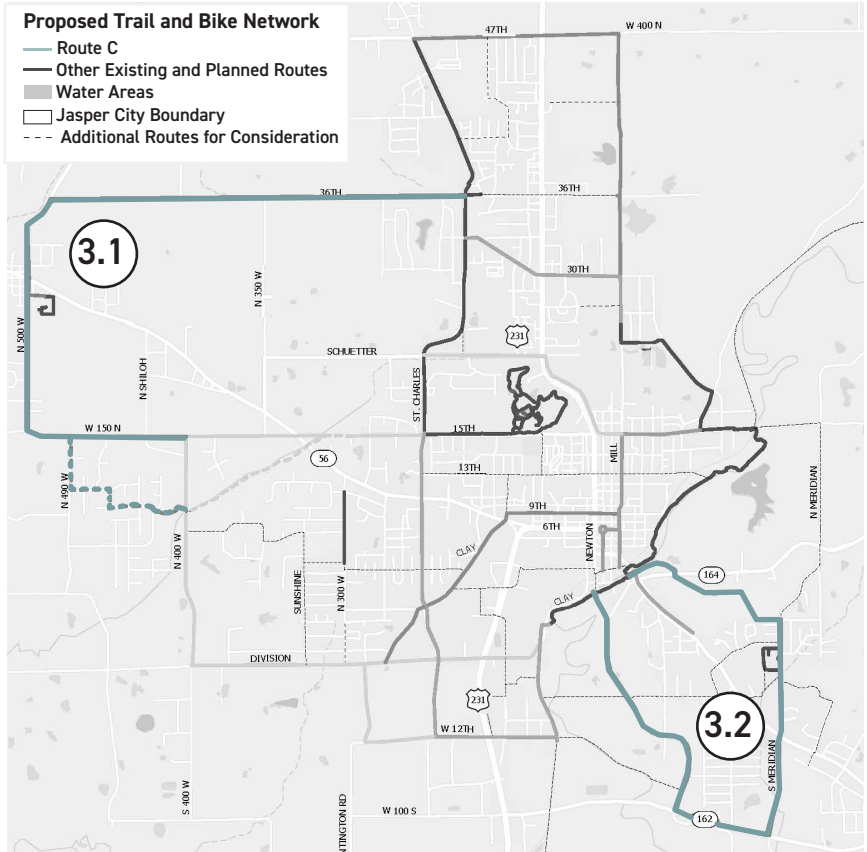 Proposed Trail and Bike Network
Route C
Other Existing and Planned Routes
Water Areas
Jasper City Boundary
Additional Routes for Consideration
47TH
W 400 N
36TH
36TH
3.1
30TH
N 350 W
N 500 W
231
SCHUETTER
N SHILOH
ST. CHARLES
W 150 N
15TH
MILL
56
13TH
N 490 W
N MERIDIAN
9TH
6TH
NEWTON
N 400 W
CLAY
164
SUNSHINE
N 300 W
CLAY
DIVISION
231
3.2
W 12TH
S MERIDIAN
S 400 W
NTINGTON RD
W 100 S
162